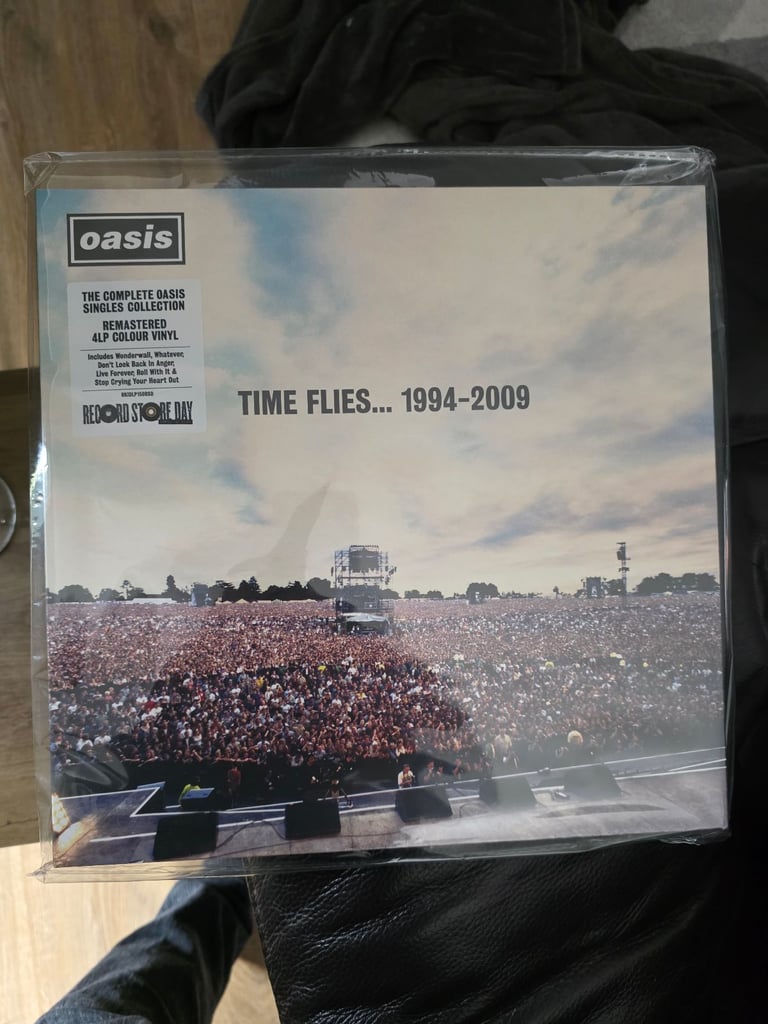 oasis
THE COMPLETE OASIS
SINGLES COLLECTION
REMASTERED
4LP COLOUR VINYL
Includes Wonderwall, Whatever,
Don't Look Back In Anger,
Live Forever, Roll With It &
Stop Crying Your Heart Out
RECORD STORE DAY
TIME FLIES... 1994-2009